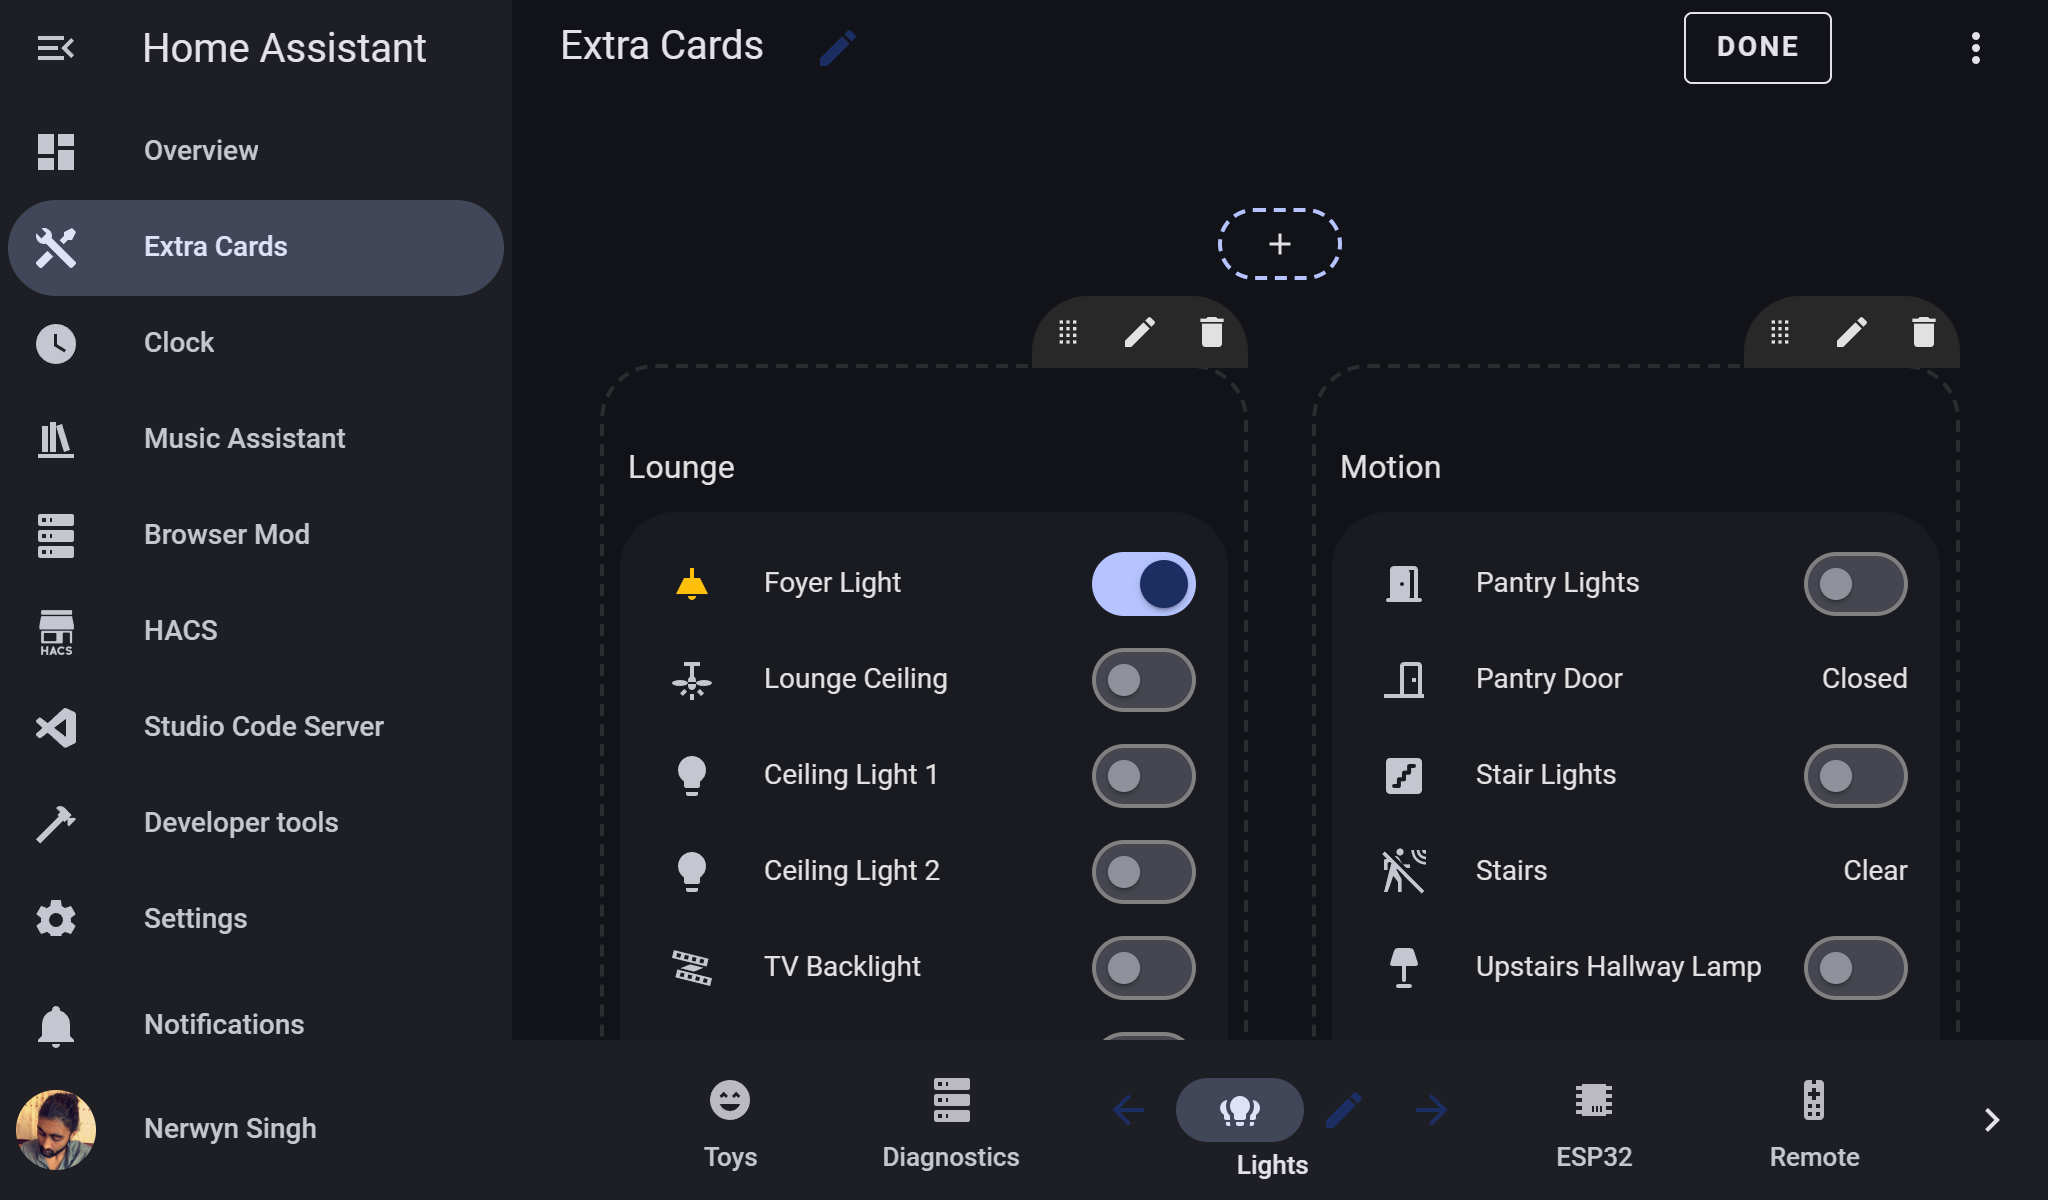 Home Assistant
Overview
Extra Cards
Clock
Music Assistant
Browser Mod
HACS
HACS
Studio Code Server
Developer tools
Settings
Notifications
Nerwyn Singh
Extra Cards
DONE
Lounge
Foyer Light
Lounge Ceiling
Ceiling Light 1
Ceiling Light 2
TV Backlight
Motion
Pantry Lights
Pantry Door Closed
Stair Lights
Stairs Clear
Upstairs Hallway Lamp
Toys
Diagnostics
Lights
ESP32
Remote